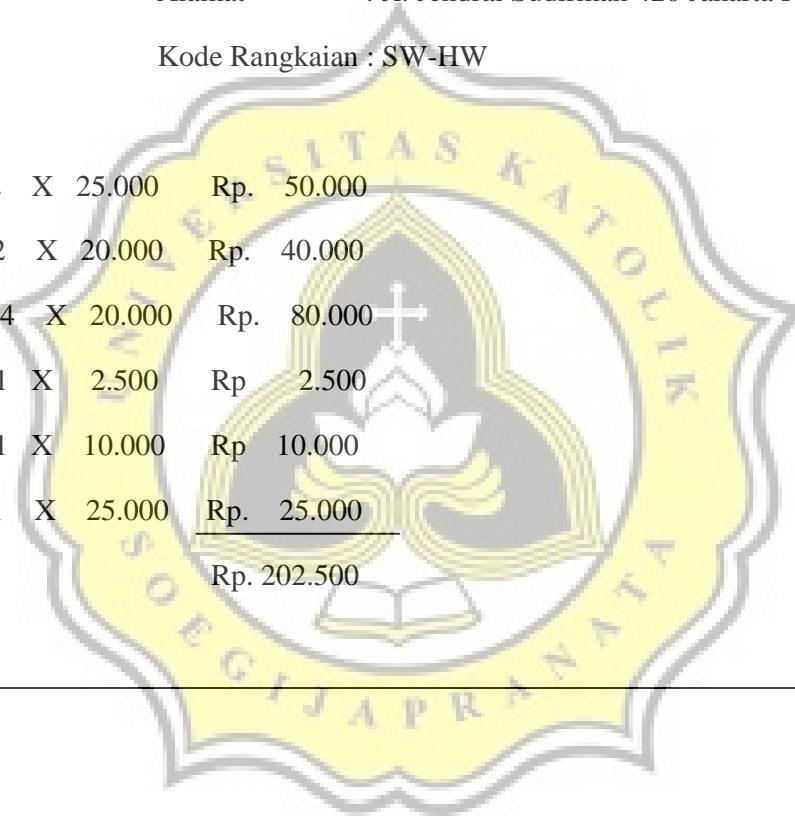 Kode Rangkaian : SW-HW
X 25.000 Rp. 50.000
2 X 20.000 Rp. 40.000
4 X 20.000 Rp. 80.000
1 X 2.500 Rp 2.500
1 X 10.000 Rp 10.000
X 25.000 Rp. 25.000
Rp. 202.500
UNIVERSITAS KATOLIK
SOEGIJAPRANATA